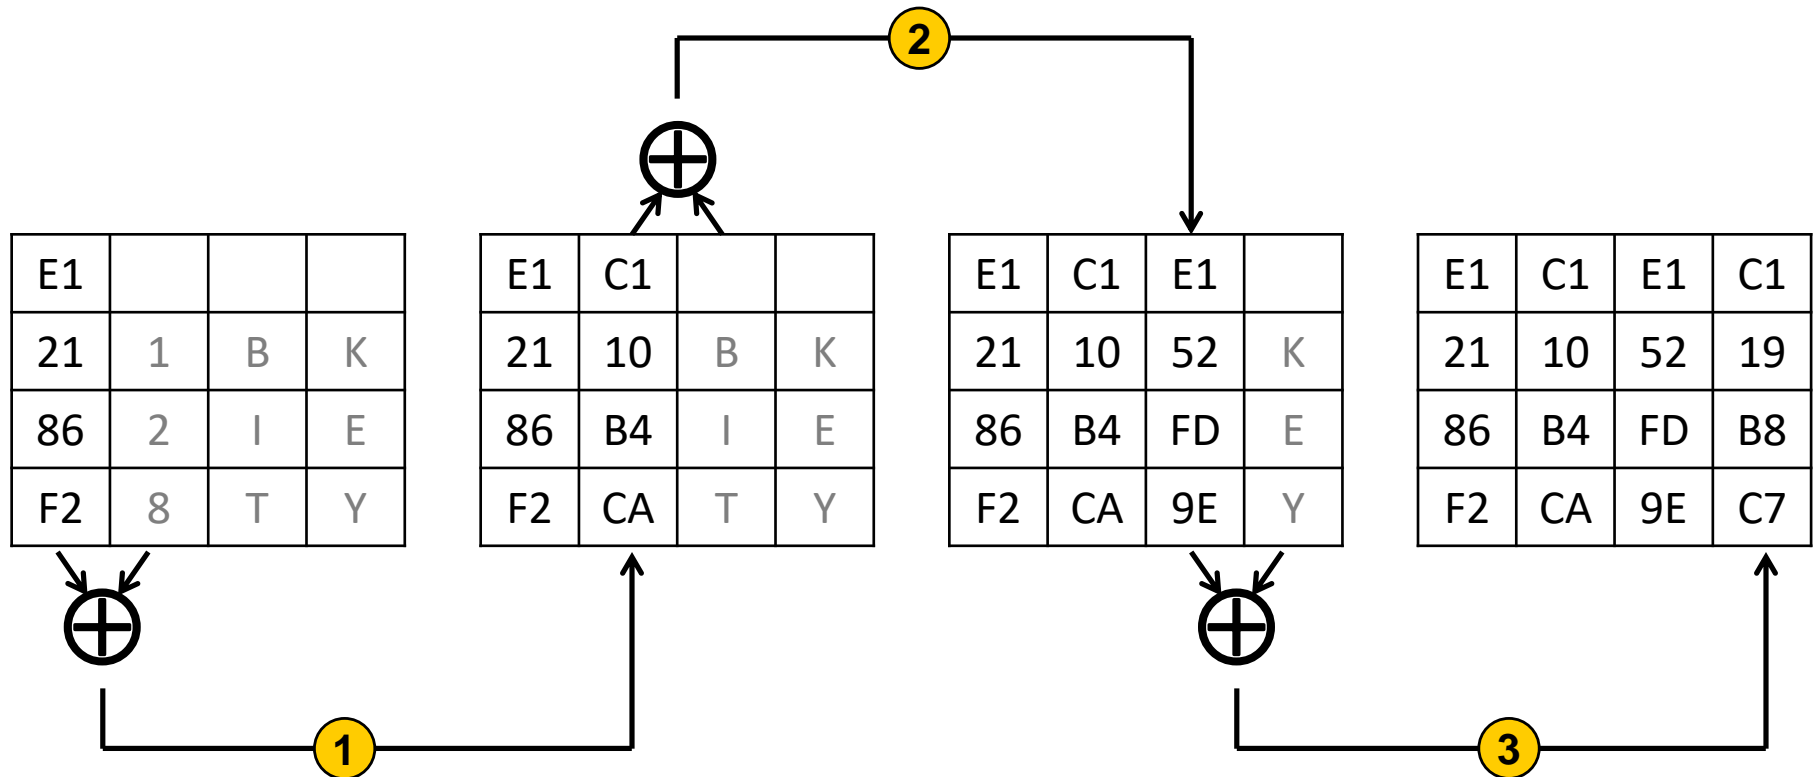 2
E1
21 1 B K
86 2 I E
F2 8 T Y
E1 C1
21 10 B K
86 B4 I E
F2 CA T Y
E1 C1 E1
21 10 52 K
86 B4 FD E
F2 CA 9E Y
E1 C1 E1 C1
21 10 52 19
86 B4 FD B8
F2 CA 9E C7
1
3